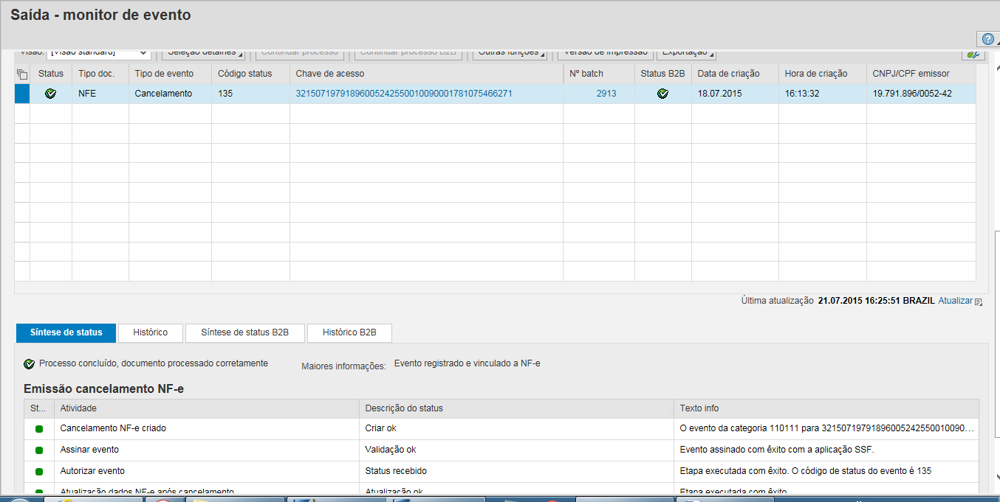 Saída - monitor de evento
Visão: [Visão standard] Seleção detalhes Continuar processo Continuar processo B2B Outras funções Versão de impressão Exportação
Status Tipo doc. Tipo de evento Código status Chave de acesso Nº batch Status B2B Data de criação Hora de criação CNPJ/CPF emissor
NFE Cancelamento 135 32150719791896005242550010090001781075466271 2913 18.07.2015 16:13:32 19.791.896/0052-42
Última atualização 21.07.2015 16:25:51 BRAZIL Atualizar
Síntese de status Histórico Síntese de status B2B Histórico B2B
Processo concluído, documento processado corretamente Maiores informações: Evento registrado e vinculado a NF-e
Emissão cancelamento NF-e
St... Atividade Descrição do status Texto info
Cancelamento NF-e criado Criar ok O evento da categoria 110111 para 32150719791896005242550010090...
Assinar evento Validação ok Evento assinado com êxito com a aplicação SSF.
Autorizar evento Status recebido Etapa executada com êxito. O código de status do evento é 135
Atualização dados NF-e após cancelamento Atualização ok Etapa executada com êxito